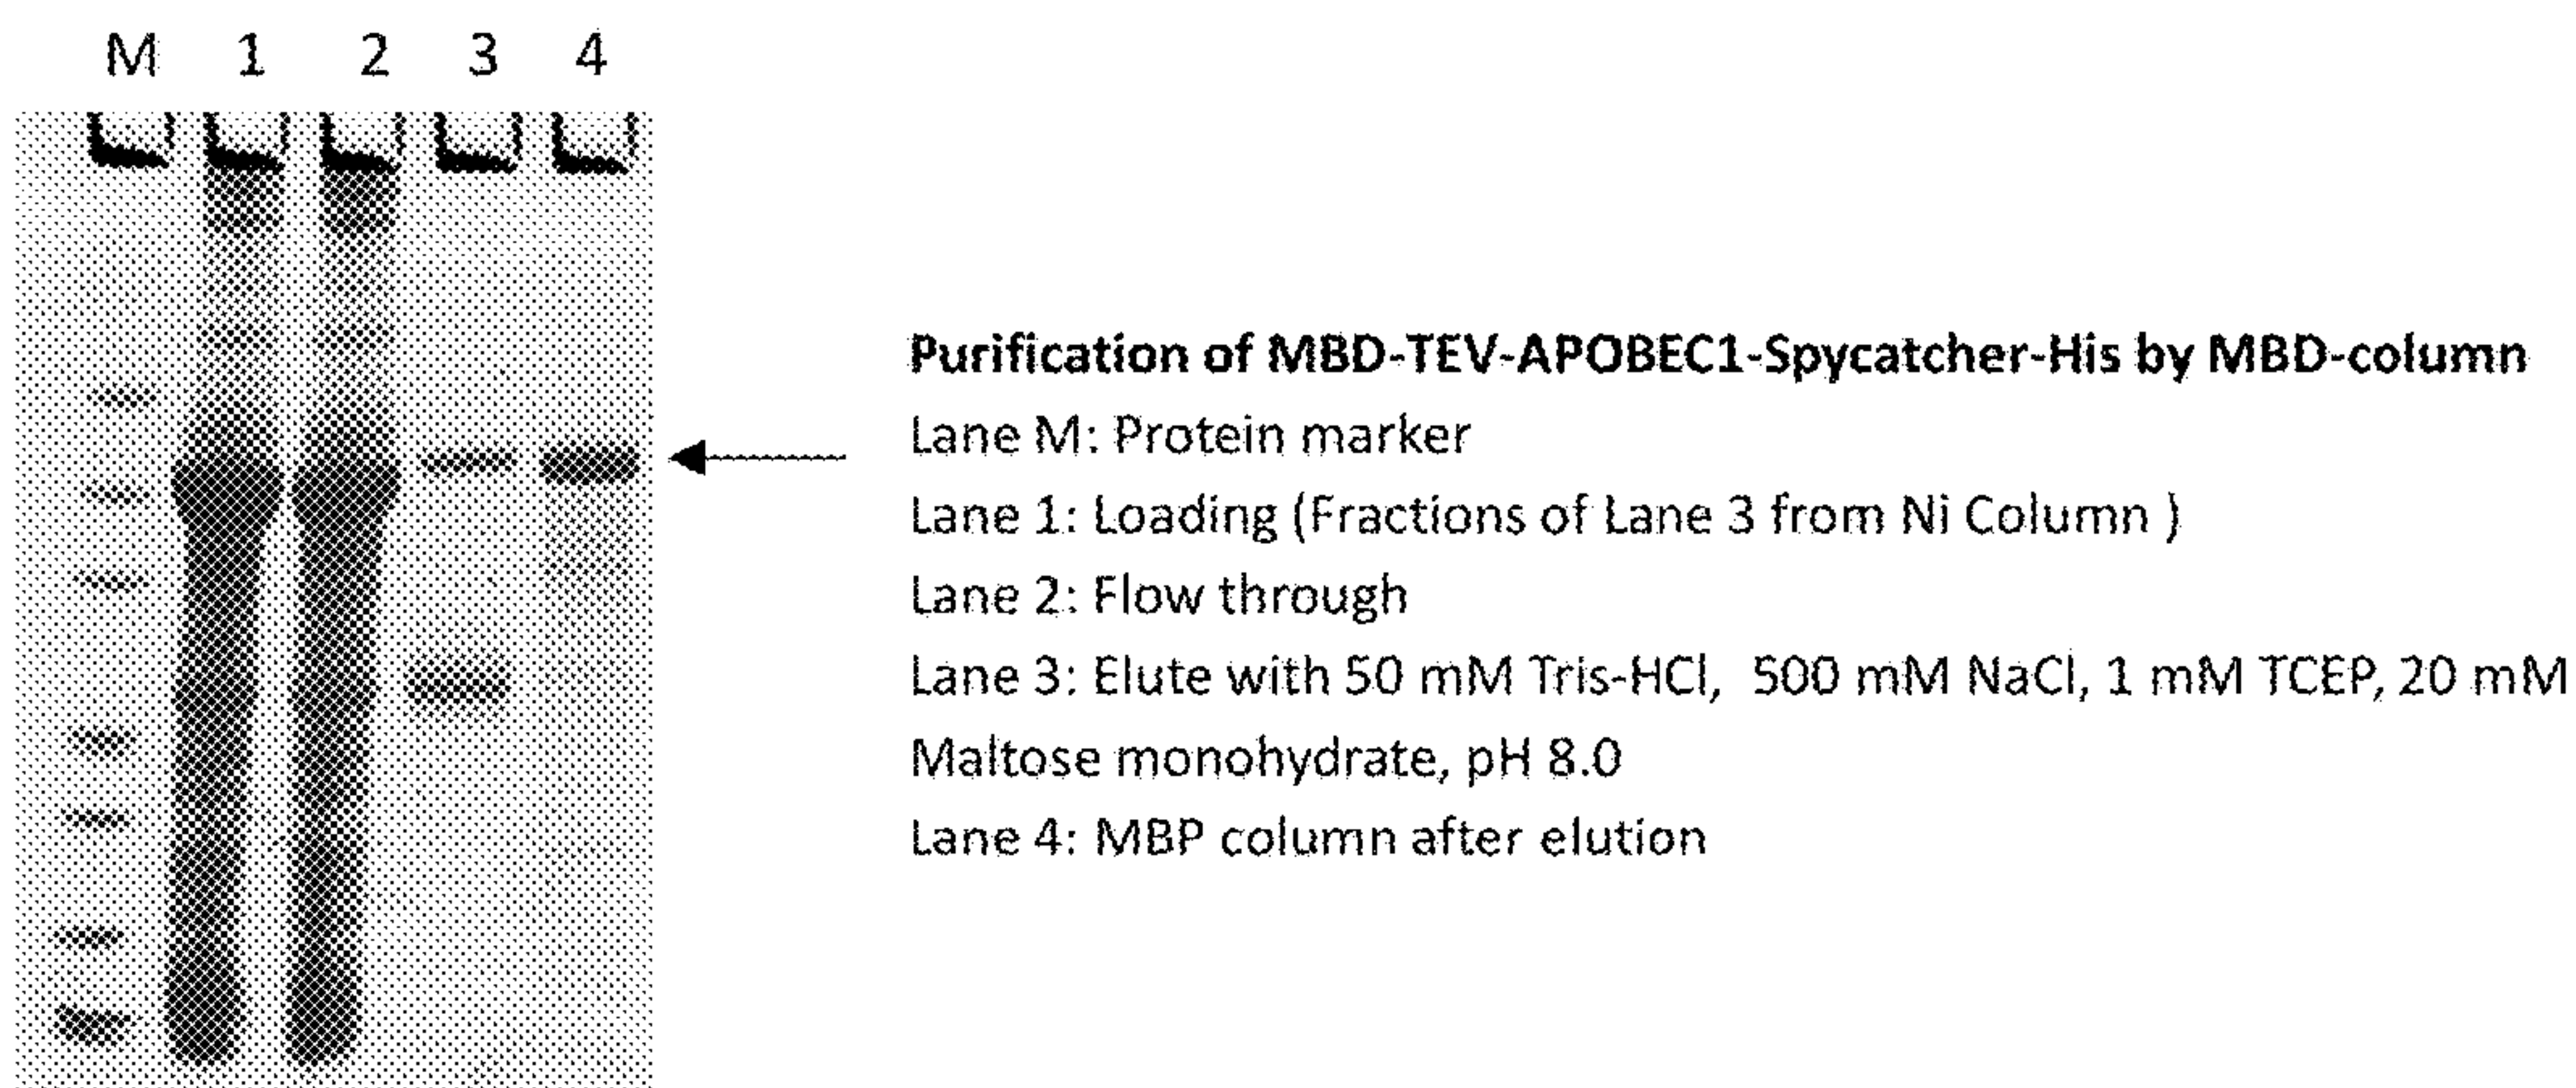 M 1 2 3 4
Purification of MBD-TEV-APOBEC1-Spycatcher-His by MBD-column
Lane M: Protein marker
Lane 1: Loading (Fractions of Lane 3 from Ni Column )
Lane 2: Flow through
Lane 3: Elute with 50 mM Tris-HCl, 500 mM NaCl, 1 mM TCEP, 20 mM
Maltose monohydrate, pH 8.0
Lane 4: MBP column after elution